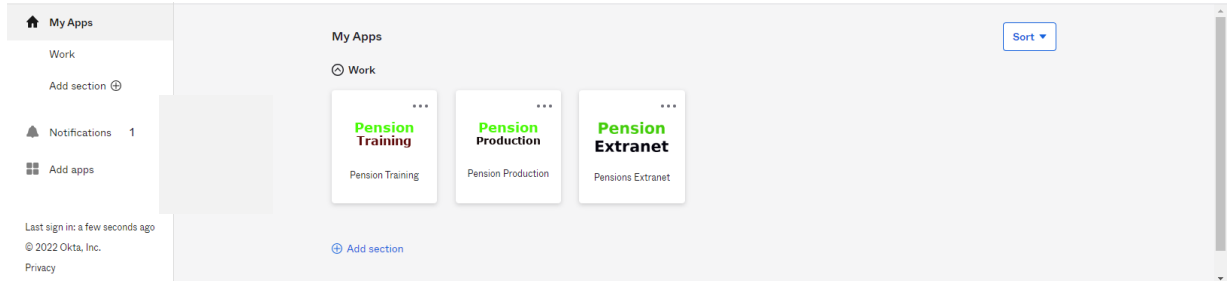 My Apps
Work
Add section
Notifications 1
Add apps
Last sign in: a few seconds ago
© 2022 Okta, Inc.
Privacy
My Apps
Sort
Work
Pension
Training
Pension Training
Pension
Production
Pension Production
Pension
Extranet
Pensions Extranet
Add section